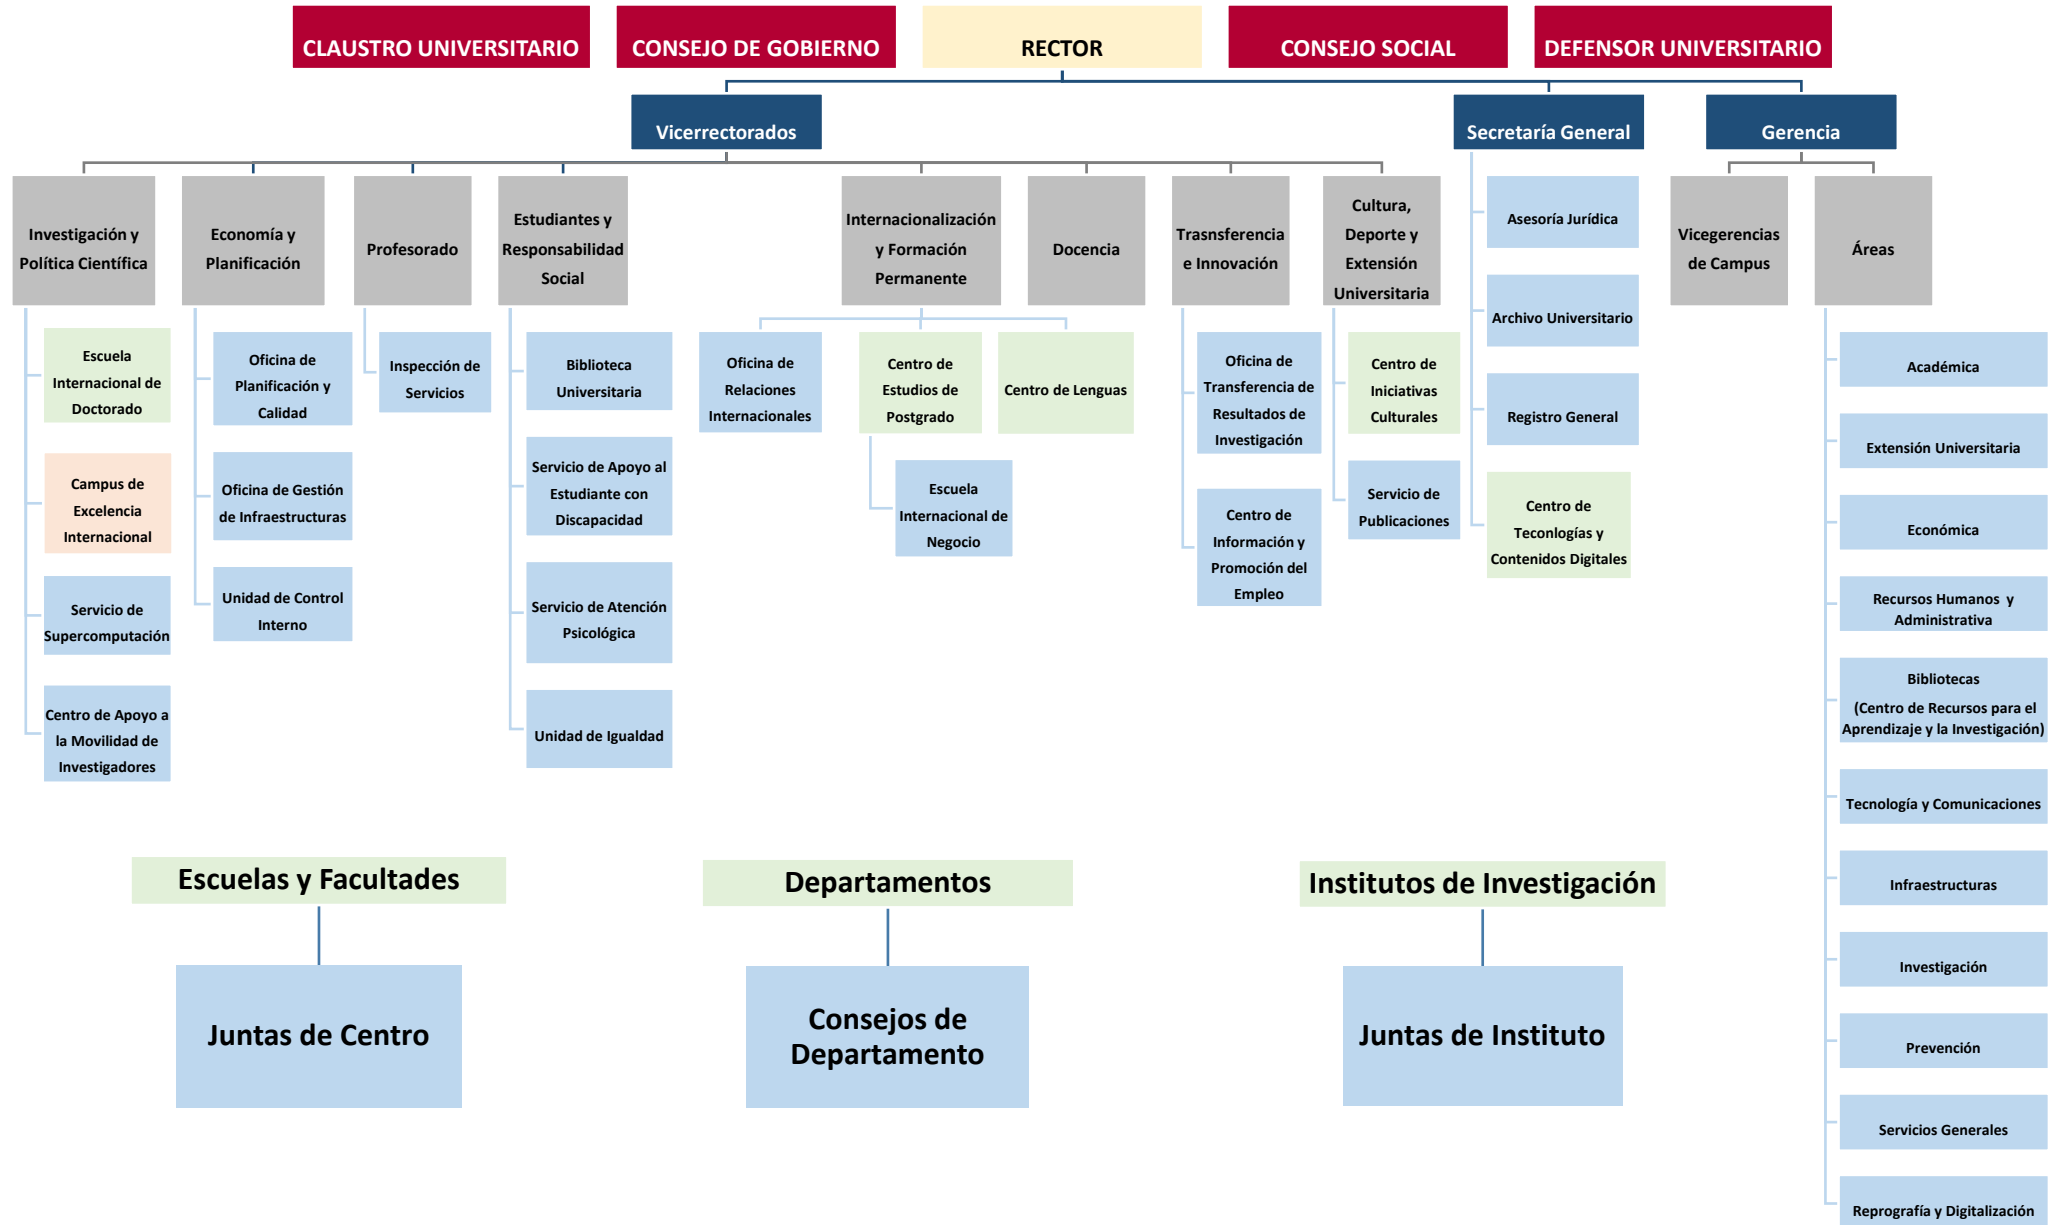 CLAUSTRO UNIVERSITARIO
CONSEJO DE GOBIERNO
RECTOR
CONSEJO SOCIAL
DEFENSOR UNIVERSITARIO
Vicerrectorados
Secretaría General
Gerencia
Investigación y
Política Científica
Economía y
Planificación
Profesorado
Estudiantes y
Responsabilidad
Social
Internacionalización
y Formación
Permanente
Docencia
Trasnsferencia
e Innovación
Cultura,
Deporte y
Extensión
Universitaria
Vicegerencias
de Campus
Áreas
Escuela
Internacional de
Doctorado
Campus de
Excelencia
Internacional
Servicio de
Supercomputación
Centro de Apoyo a
la Movilidad de
Investigadores
Oficina de
Planificación y
Calidad
Oficina de Gestión
de Infraestructuras
Unidad de Control
Interno
Inspección de
Servicios
Biblioteca
Universitaria
Servicio de Apoyo al
Estudiante con
Discapacidad
Servicio de Atención
Psicológica
Unidad de Igualdad
Oficina de
Relaciones
Internacionales
Centro de
Estudios de
Postgrado
Escuela
Internacional de
Negocio
Centro de Lenguas
Oficina de
Transferencia de
Resultados de
Investigación
Centro de
Información y
Promoción del
Empleo
Centro de
Iniciativas
Culturales
Servicio de
Publicaciones
Asesoría Jurídica
Archivo Universitario
Registro General
Centro de
Teconlogías y
Contenidos Digitales
Académica
Extensión Universitaria
Económica
Recursos Humanos y
Administrativa
Bibliotecas
(Centro de Recursos para el
Aprendizaje y la Investigación)
Tecnología y Comunicaciones
Infraestructuras
Investigación
Prevención
Servicios Generales
Reprografía y Digitalización
Escuelas y Facultades
Juntas de Centro
Departamentos
Consejos de
Departamento
Institutos de Investigación
Juntas de Instituto